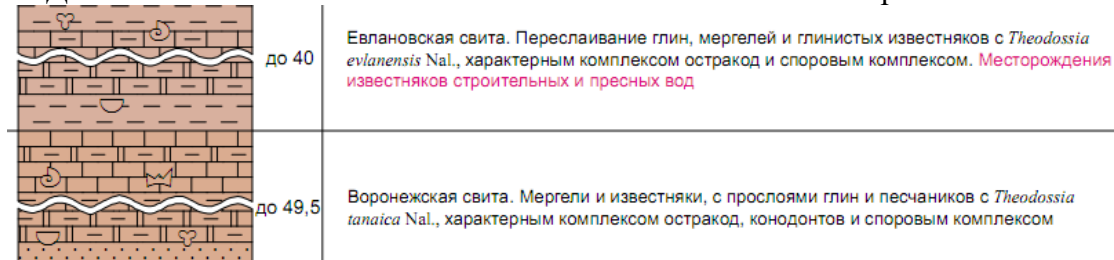 до 40
Евлановская свита. Переслаивание глин, мергелей и глинистых известняков с Theodossia
evlanensis Nal., характерным комплексом остракод и споровым комплексом. Месторождения
известняков строительных и пресных вод
до 49,5
Воронежская свита. Мергели и известняки, с прослоями глин и песчаников с Theodossia
tanaica Nal., характерным комплексом остракод, конодонтов и споровым комплексом